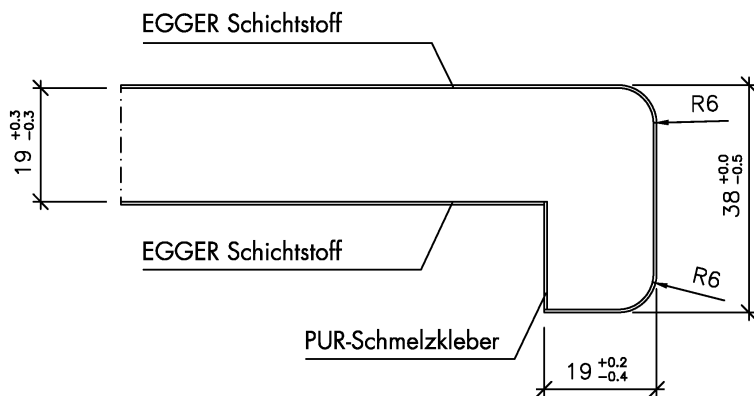 EGGER Schichtstoff
R6
19 +0.3 -0.3
38 +0.0 -0.5
EGGER Schichtstoff
R6
PUR-Schmelzkleber
19 +0.2 -0.4